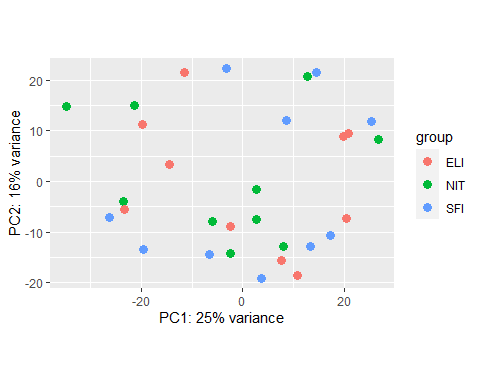 20
10
0
-10
-20
PC2: 16% variance
-20
0
20
PC1: 25% variance
group
ELI
NIT
SFI